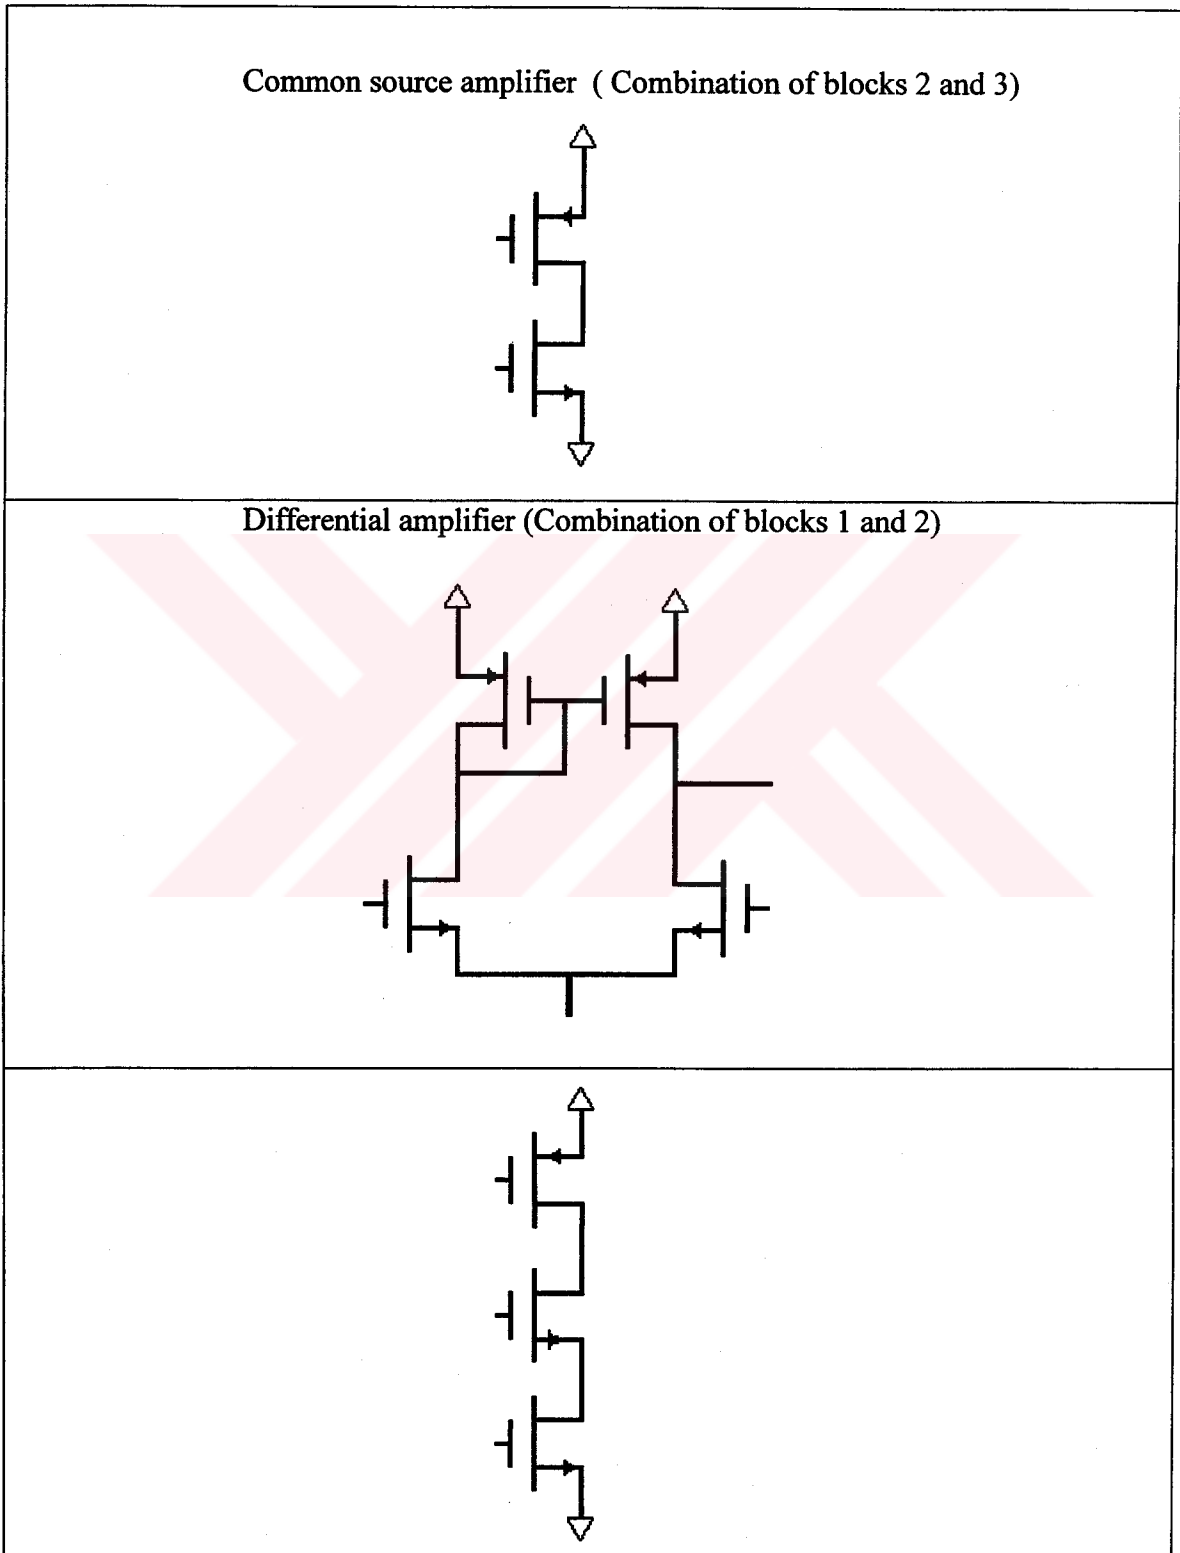 Common source amplifier ( Combination of blocks 2 and 3)
Differential amplifier (Combination of blocks 1 and 2)